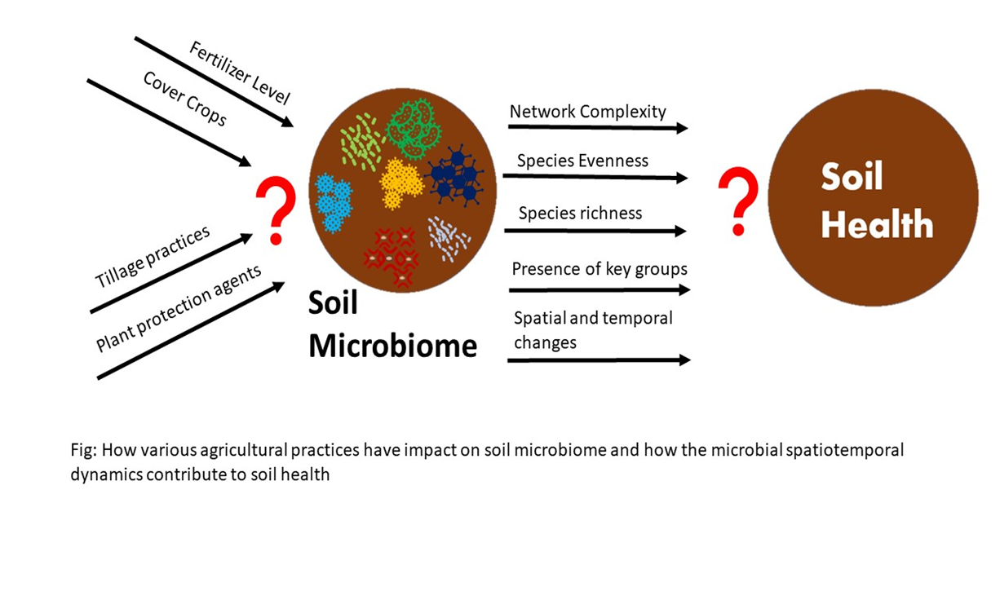 Fertilizer Level
Cover Crops
?
Tillage practices
Plant protection agents
Soil
Microbiome
Network Complexity
Species Evenness
Species richness
Presence of key groups
Spatial and temporal
changes
?
Soil
Health
Fig: How various agricultural practices have impact on soil microbiome and how the microbial spatiotemporal
dynamics contribute to soil health